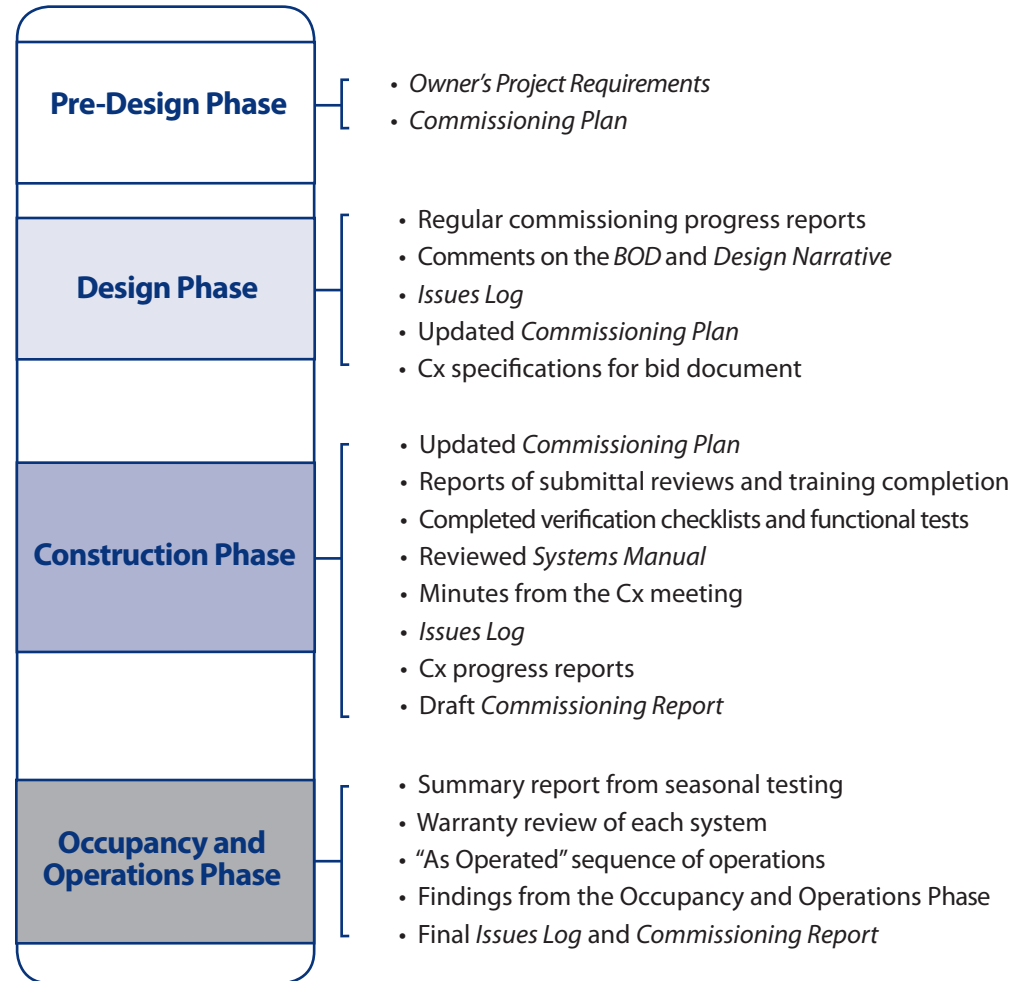 Pre-Design Phase
• Owner's Project Requirements
• Commissioning Plan
Design Phase
• Regular commissioning progress reports
• Comments on the BOD and Design Narrative
• Issues Log
• Updated Commissioning Plan
• Cx specifications for bid document
Construction Phase
• Updated Commissioning Plan
• Reports of submittal reviews and training completion
• Completed verification checklists and functional tests
• Reviewed Systems Manual
• Minutes from the Cx meeting
• Issues Log
• Cx progress reports
• Draft Commissioning Report
Occupancy and
Operations Phase
• Summary report from seasonal testing
• Warranty review of each system
• “As Operated” sequence of operations
• Findings from the Occupancy and Operations Phase
• Final Issues Log and Commissioning Report